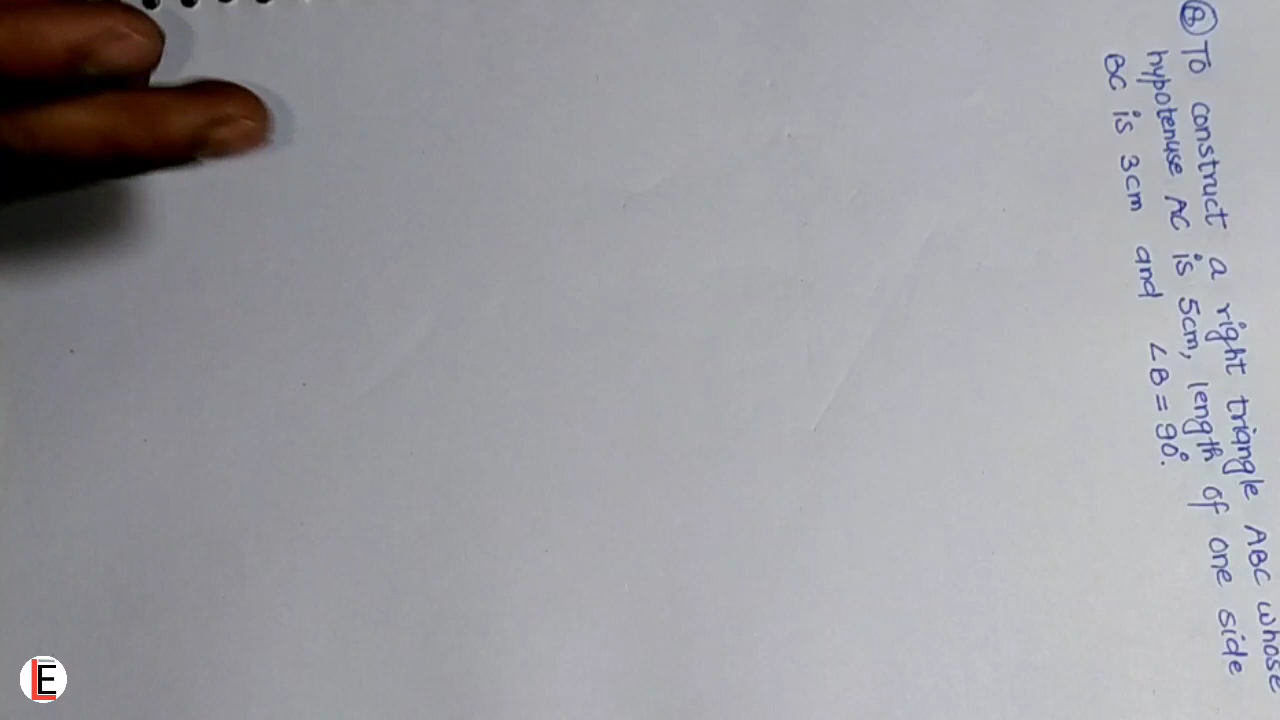 B To construct a right triangle ABC whose
hypotenuse AC is 5cm, length of one side
BC is 3cm and ∠B = 90°.
LE